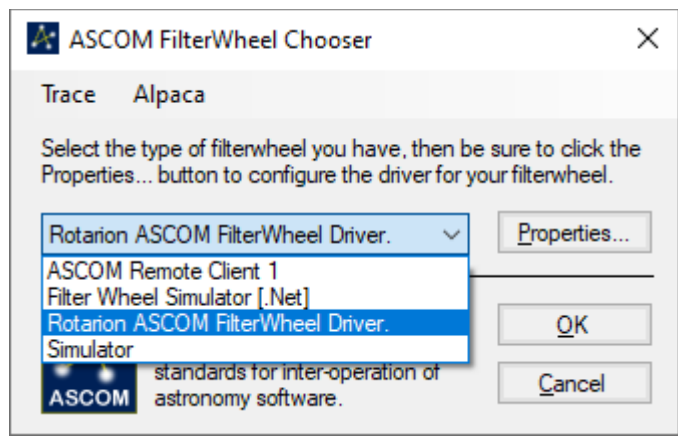 ASCOM FilterWheel Chooser
Trace Alpaca
Select the type of filterwheel you have, then be sure to click the
Properties... button to configure the driver for your filterwheel.
Rotarion ASCOM FilterWheel Driver.
Properties...
ASCOM Remote Client 1
Filter Wheel Simulator [.Net]
Rotarion ASCOM FilterWheel Driver.
Simulator
OK
standards for inter-operation of
astronomy software.
ASCOM
Cancel